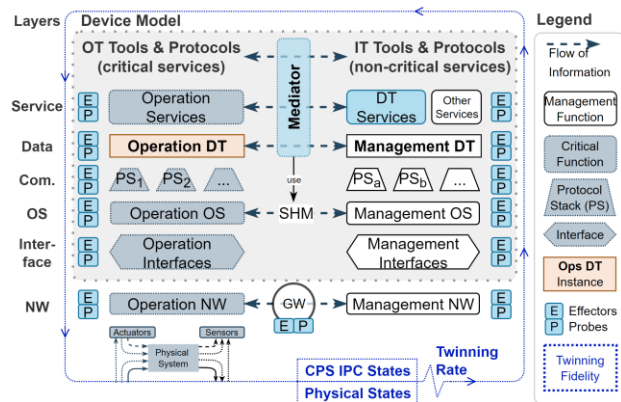 Layers
Device Model
OT Tools & Protocols
(critical services)
IT Tools & Protocols
(non-critical services)
Mediator
Service
E
P
Operation
Services
DT
Services
Other
Services
E
P
Data
E
P
Operation DT
Management DT
E
P
Com.
E
P
PS1
PS2
...
use
PSa
PSb
...
E
P
OS
E
P
Operation OS
SHM
Management OS
E
P
Inter-
face
E
P
Operation
Interfaces
Management
Interfaces
E
P
NW
E
P
Operation NW
GW
E P
Management NW
E
P
Actuators
Sensors
Physical
System
CPS IPC States
Physical States
Twinning
Rate
Legend
Flow of
Information
Management
Function
Critical
Function
Protocol
Stack (PS)
Interface
Ops DT
Instance
E Effectors
P Probes
Twinning
Fidelity